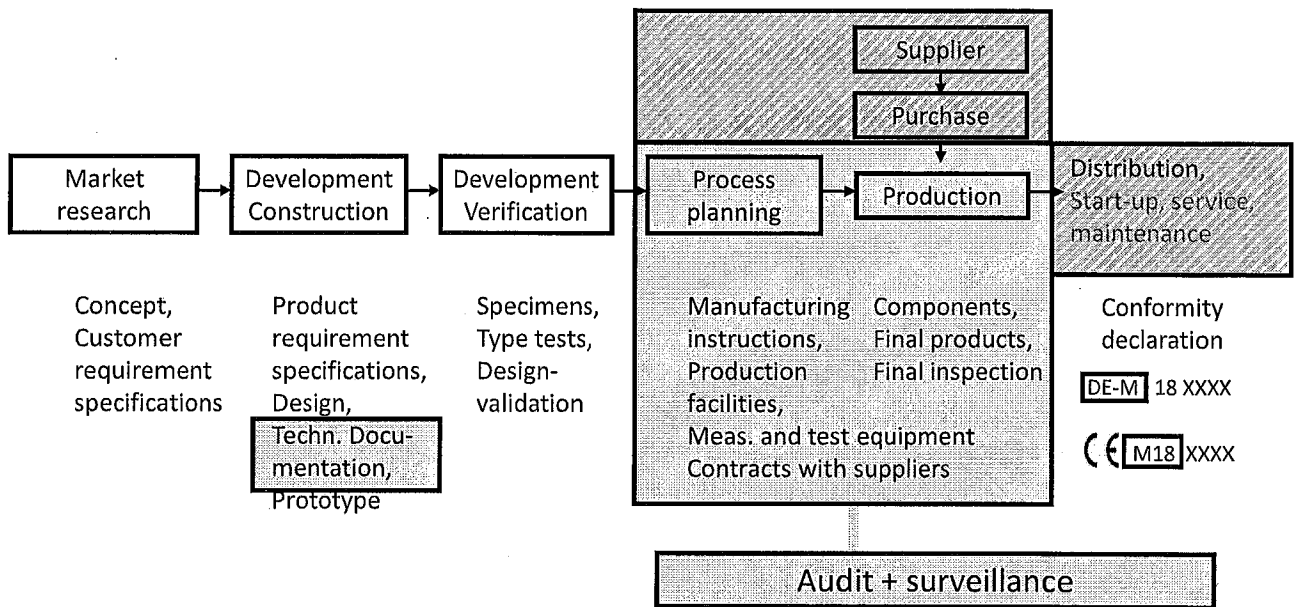 Supplier
Purchase
Market
research
Development
Construction
Development
Verification
Process
planning
Production
Distribution,
Start-up, service,
maintenance
Concept,
Customer
requirement
specifications
Product
requirement
specifications,
Design,
Techn. Docu-
mentation,
Prototype
Specimens,
Type tests,
Design-
validation
Manufacturing
instructions,
Production
facilities,
Meas. and test equipment
Contracts with suppliers
Components,
Final products,
Final inspection
Conformity
declaration
DE-M 18 XXXX
CE M18 XXXX
Audit + surveillance